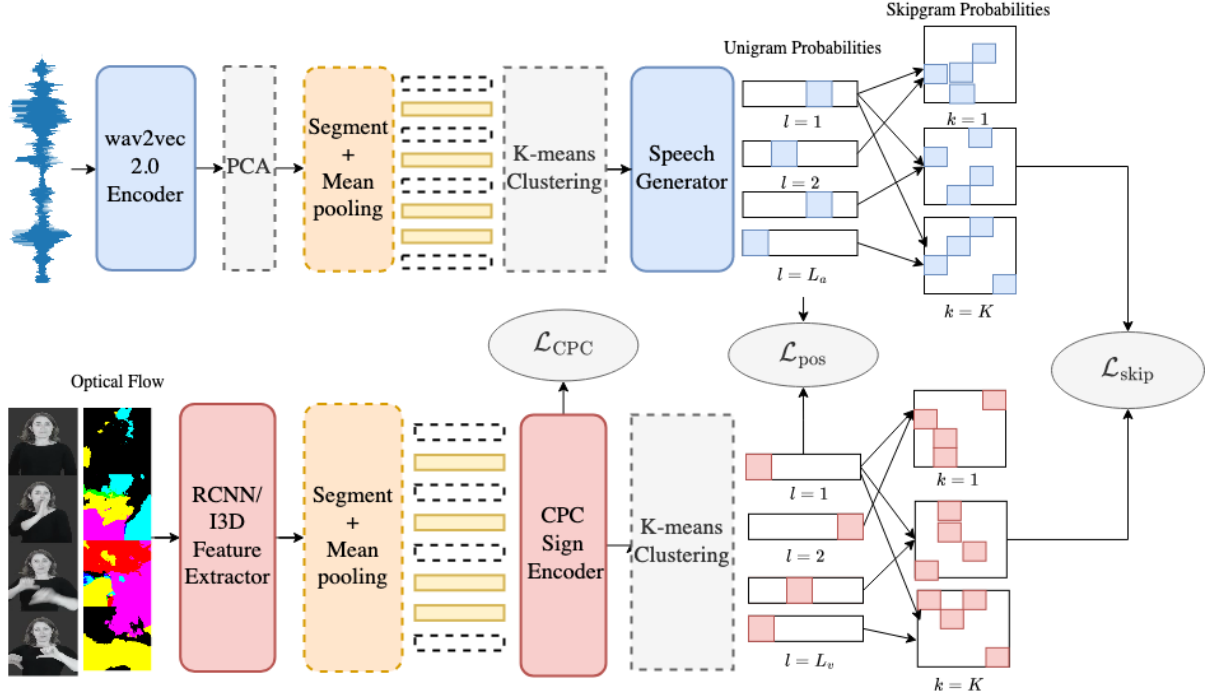 Skipgram Probabilities
Unigram Probabilities
wav2vec
2.0
Encoder
PCA
Segment
+
Mean
pooling
K-means
Clustering
Speech
Generator
l = 1
l = 2
l = L_a
k = 1
k = K
ℒ_CPC
ℒ_pos
ℒ_skip
Optical Flow
RCNN/
I3D
Feature
Extractor
Segment
+
Mean
pooling
CPC
Sign
Encoder
K-means
Clustering
l = 1
l = 2
l = L_v
k = 1
k = K